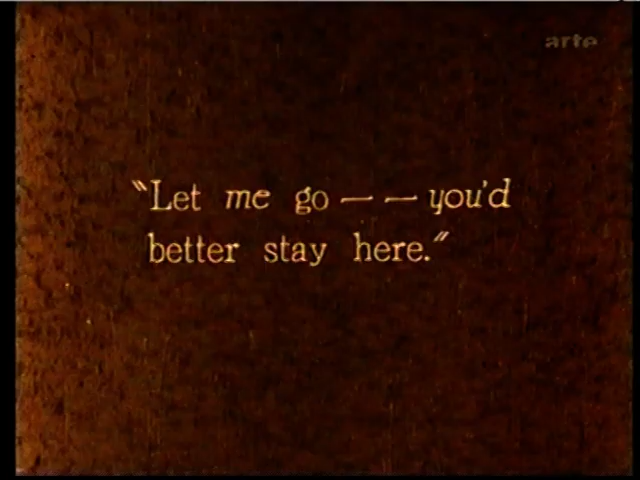 arte
"Let me go — — you'd
better stay here."